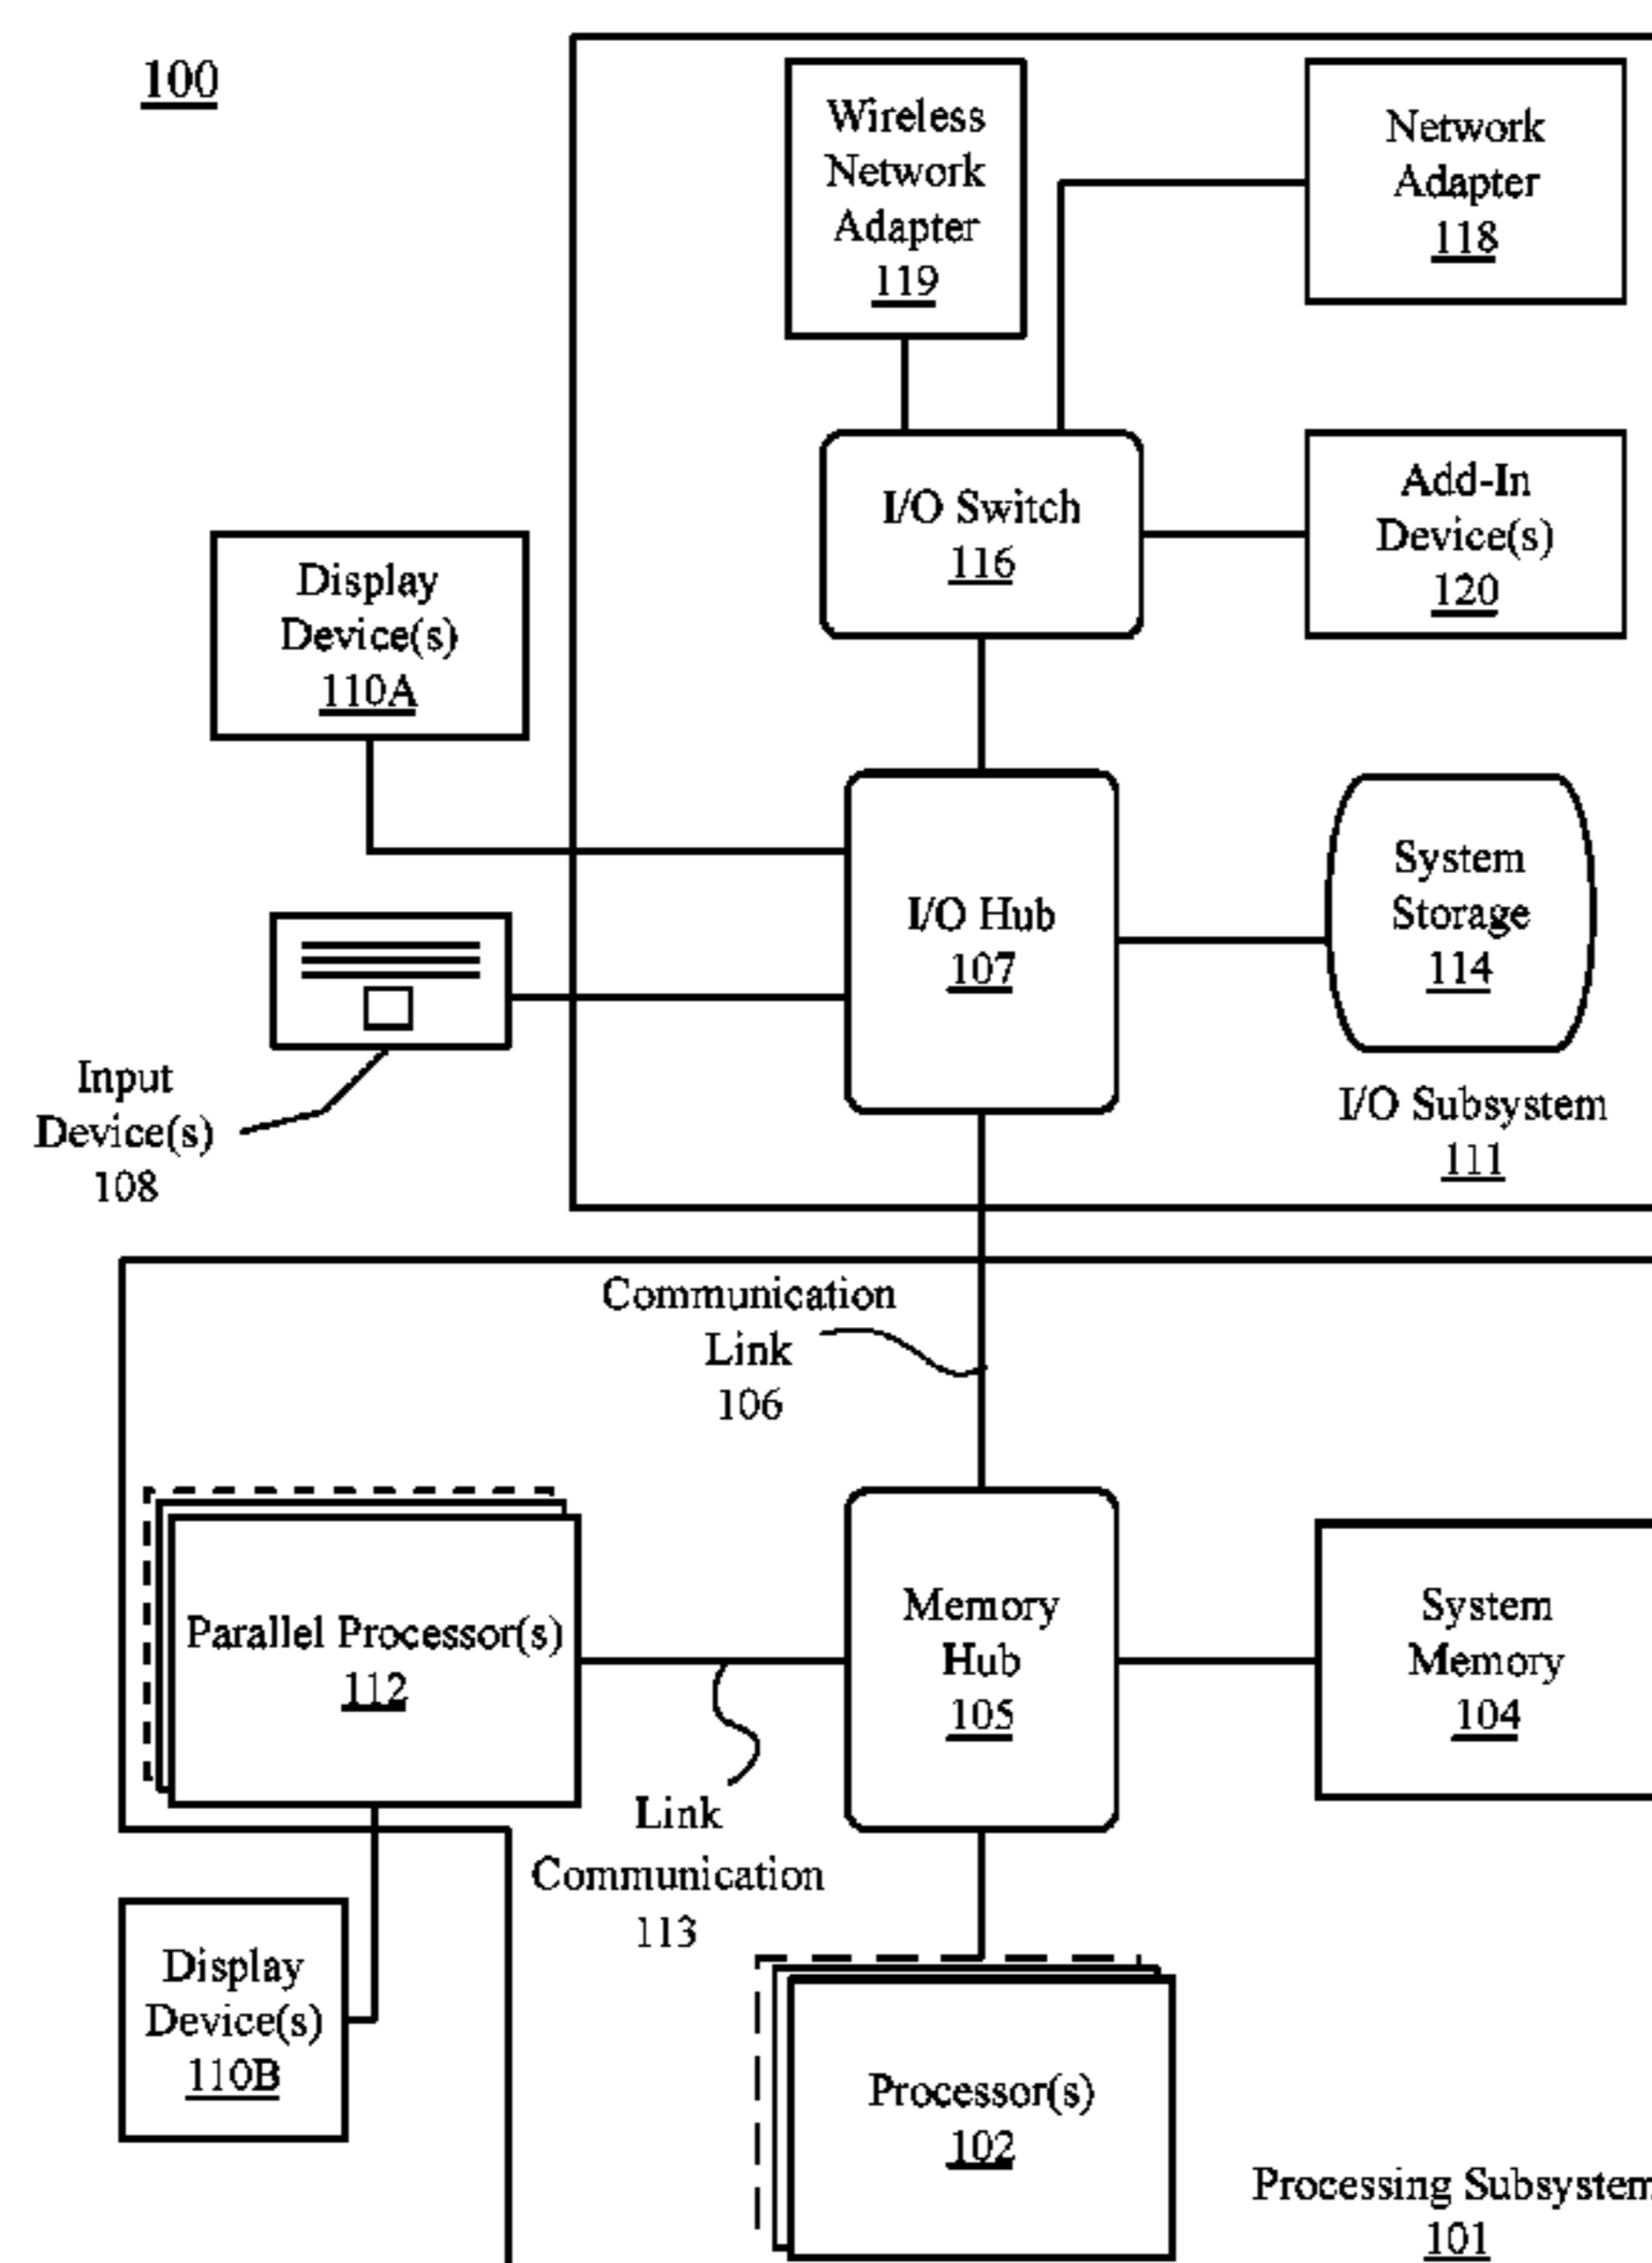 100
Wireless
Network
Adapter
119
Network
Adapter
118
I/O Switch
116
Add-In
Device(s)
120
Display
Device(s)
110A
I/O Hub
107
System
Storage
114
Input
Device(s)
108
I/O Subsystem
111
Communication
Link
106
Parallel Processor(s)
112
Memory
Hub
105
System
Memory
104
Link
Communication
113
Display
Device(s)
110B
Processor(s)
102
Processing Subsystem
101